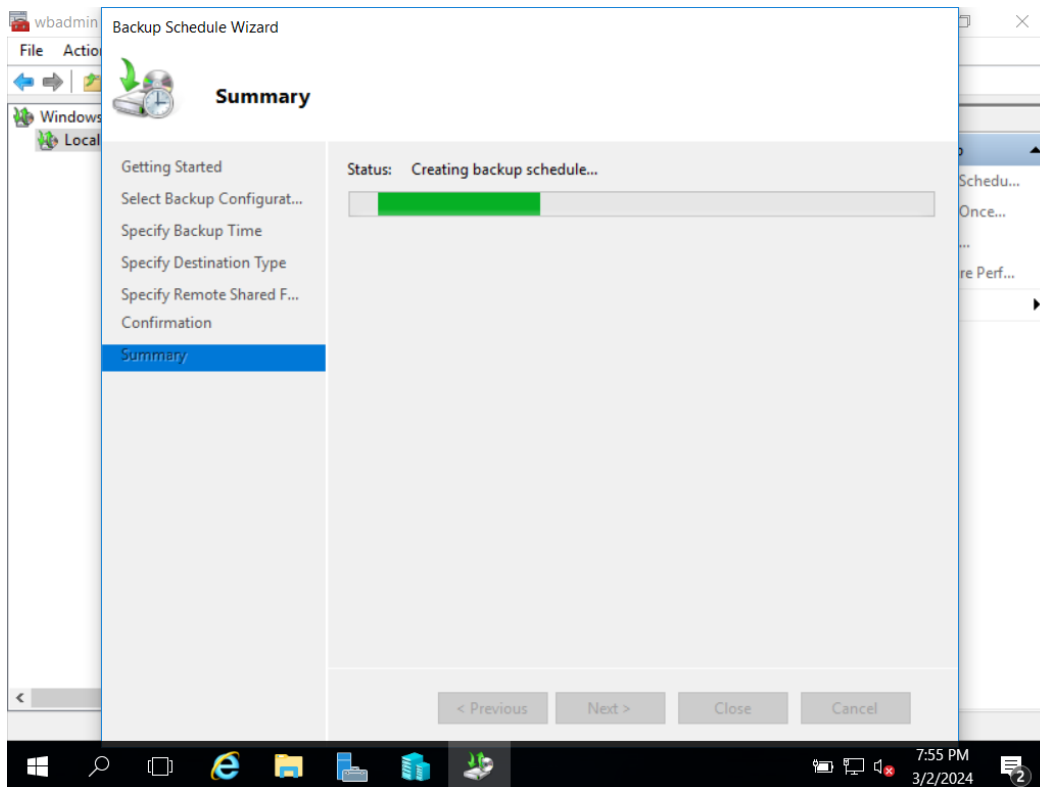 wbadmin
Backup Schedule Wizard
File Actio
Summary
Windows
Local
Getting Started
Select Backup Configurat...
Specify Backup Time
Specify Destination Type
Specify Remote Shared F...
Confirmation
Summary
Status: Creating backup schedule...
Schedu...
Once...
...
re Perf...
< Previous
Next >
Close
Cancel
7:55 PM
3/2/2024
2